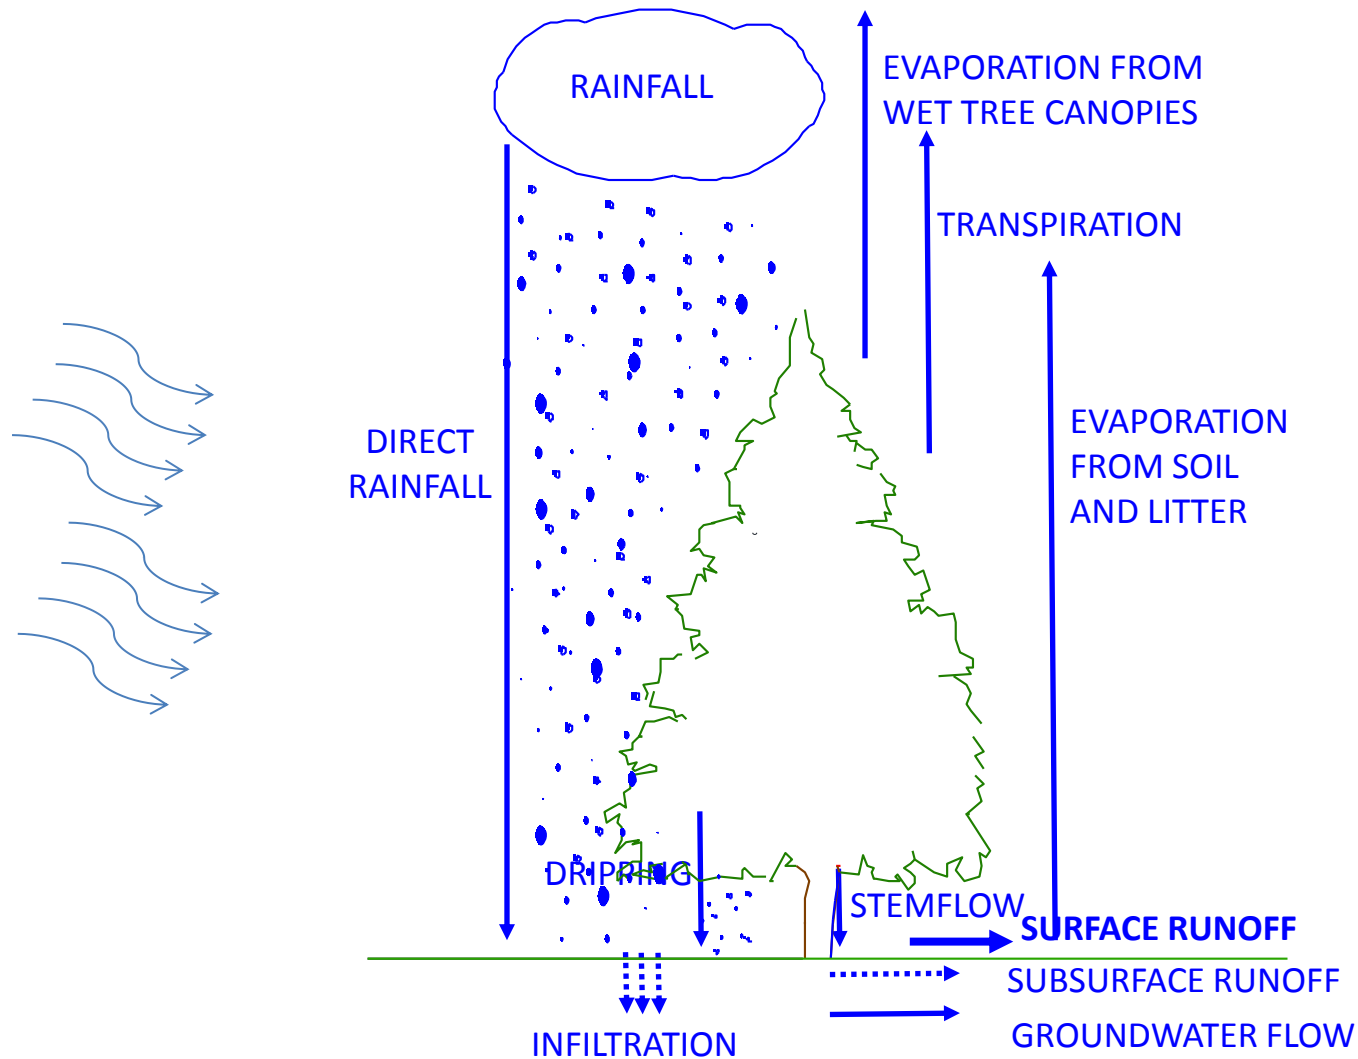 RAINFALL
EVAPORATION FROM
WET TREE CANOPIES
TRANSPIRATION
DIRECT
RAINFALL
EVAPORATION
FROM SOIL
AND LITTER
DRIPRING
STEMFLOW
SURFACE RUNOFF
SUBSURFACE RUNOFF
GROUNDWATER FLOW
INFILTRATION